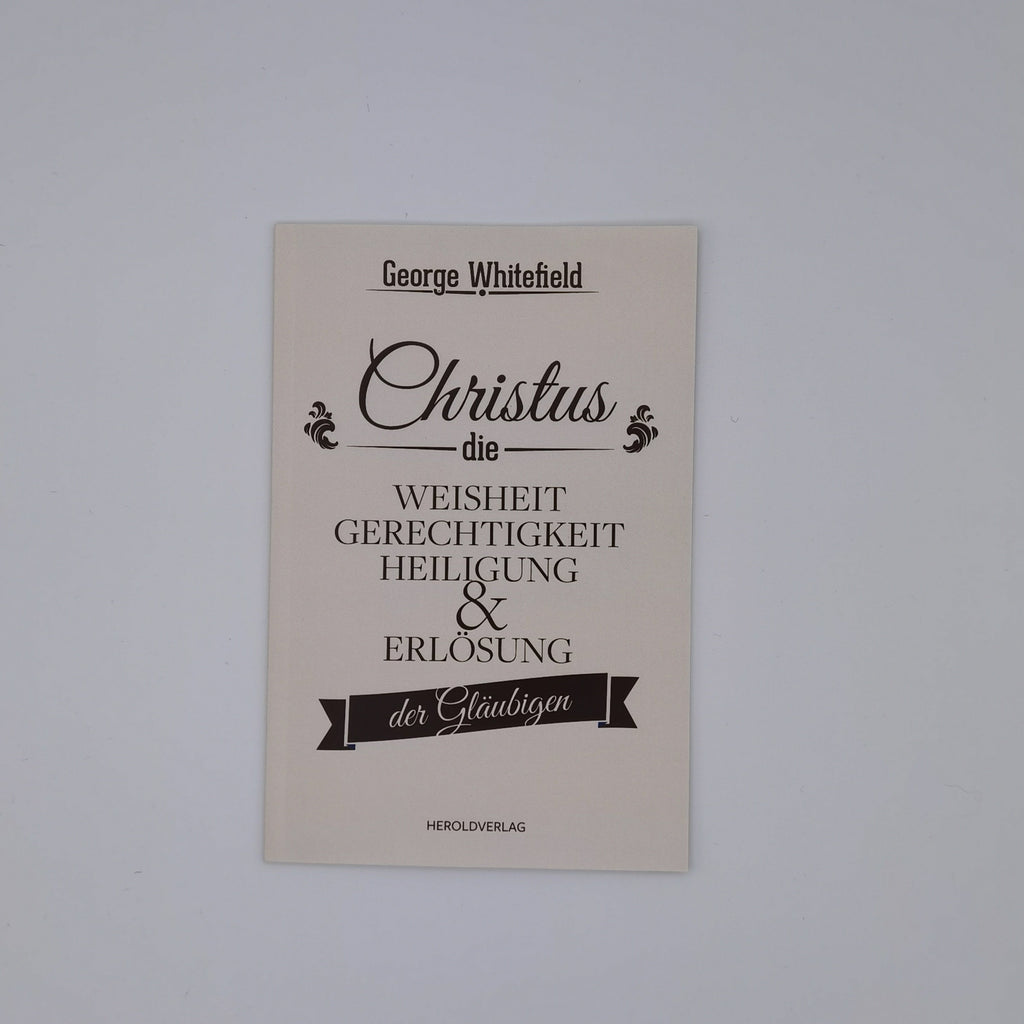 George Whitefield
Christus
die
WEISHEIT
GERECHTIGKEIT
HEILIGUNG
&
ERLÖSUNG
der Gläubigen
HEROLDVERLAG